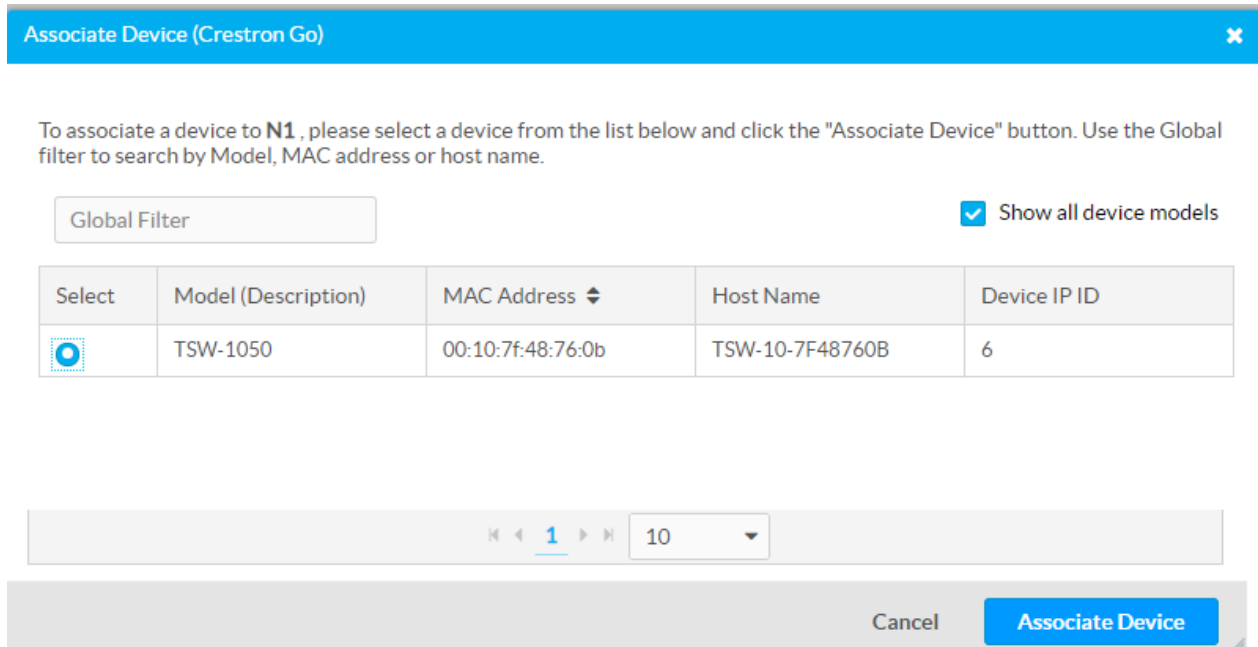 Associate Device (Crestron Go)
To associate a device to N1 , please select a device from the list below and click the "Associate Device" button. Use the Global
filter to search by Model, MAC address or host name.
Global Filter
Show all device models
Select Model (Description) MAC Address Host Name Device IP ID
TSW-1050 00:10:7f:48:76:0b TSW-10-7F48760B 6
1 10
Cancel Associate Device